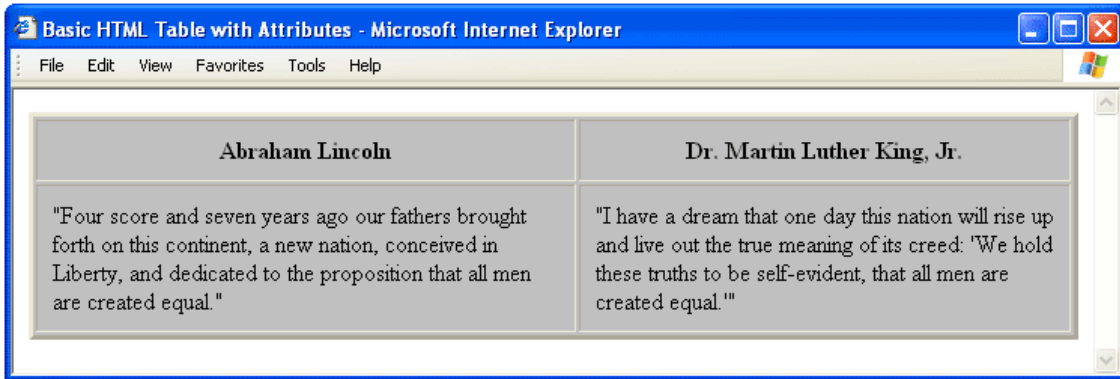 Basic HTML Table with Attributes - Microsoft Internet Explorer
File Edit View Favorites Tools Help
Abraham Lincoln
Dr. Martin Luther King, Jr.
"Four score and seven years ago our fathers brought
forth on this continent, a new nation, conceived in
Liberty, and dedicated to the proposition that all men
are created equal."
"I have a dream that one day this nation will rise up
and live out the true meaning of its creed: 'We hold
these truths to be self-evident, that all men are
created equal.'"